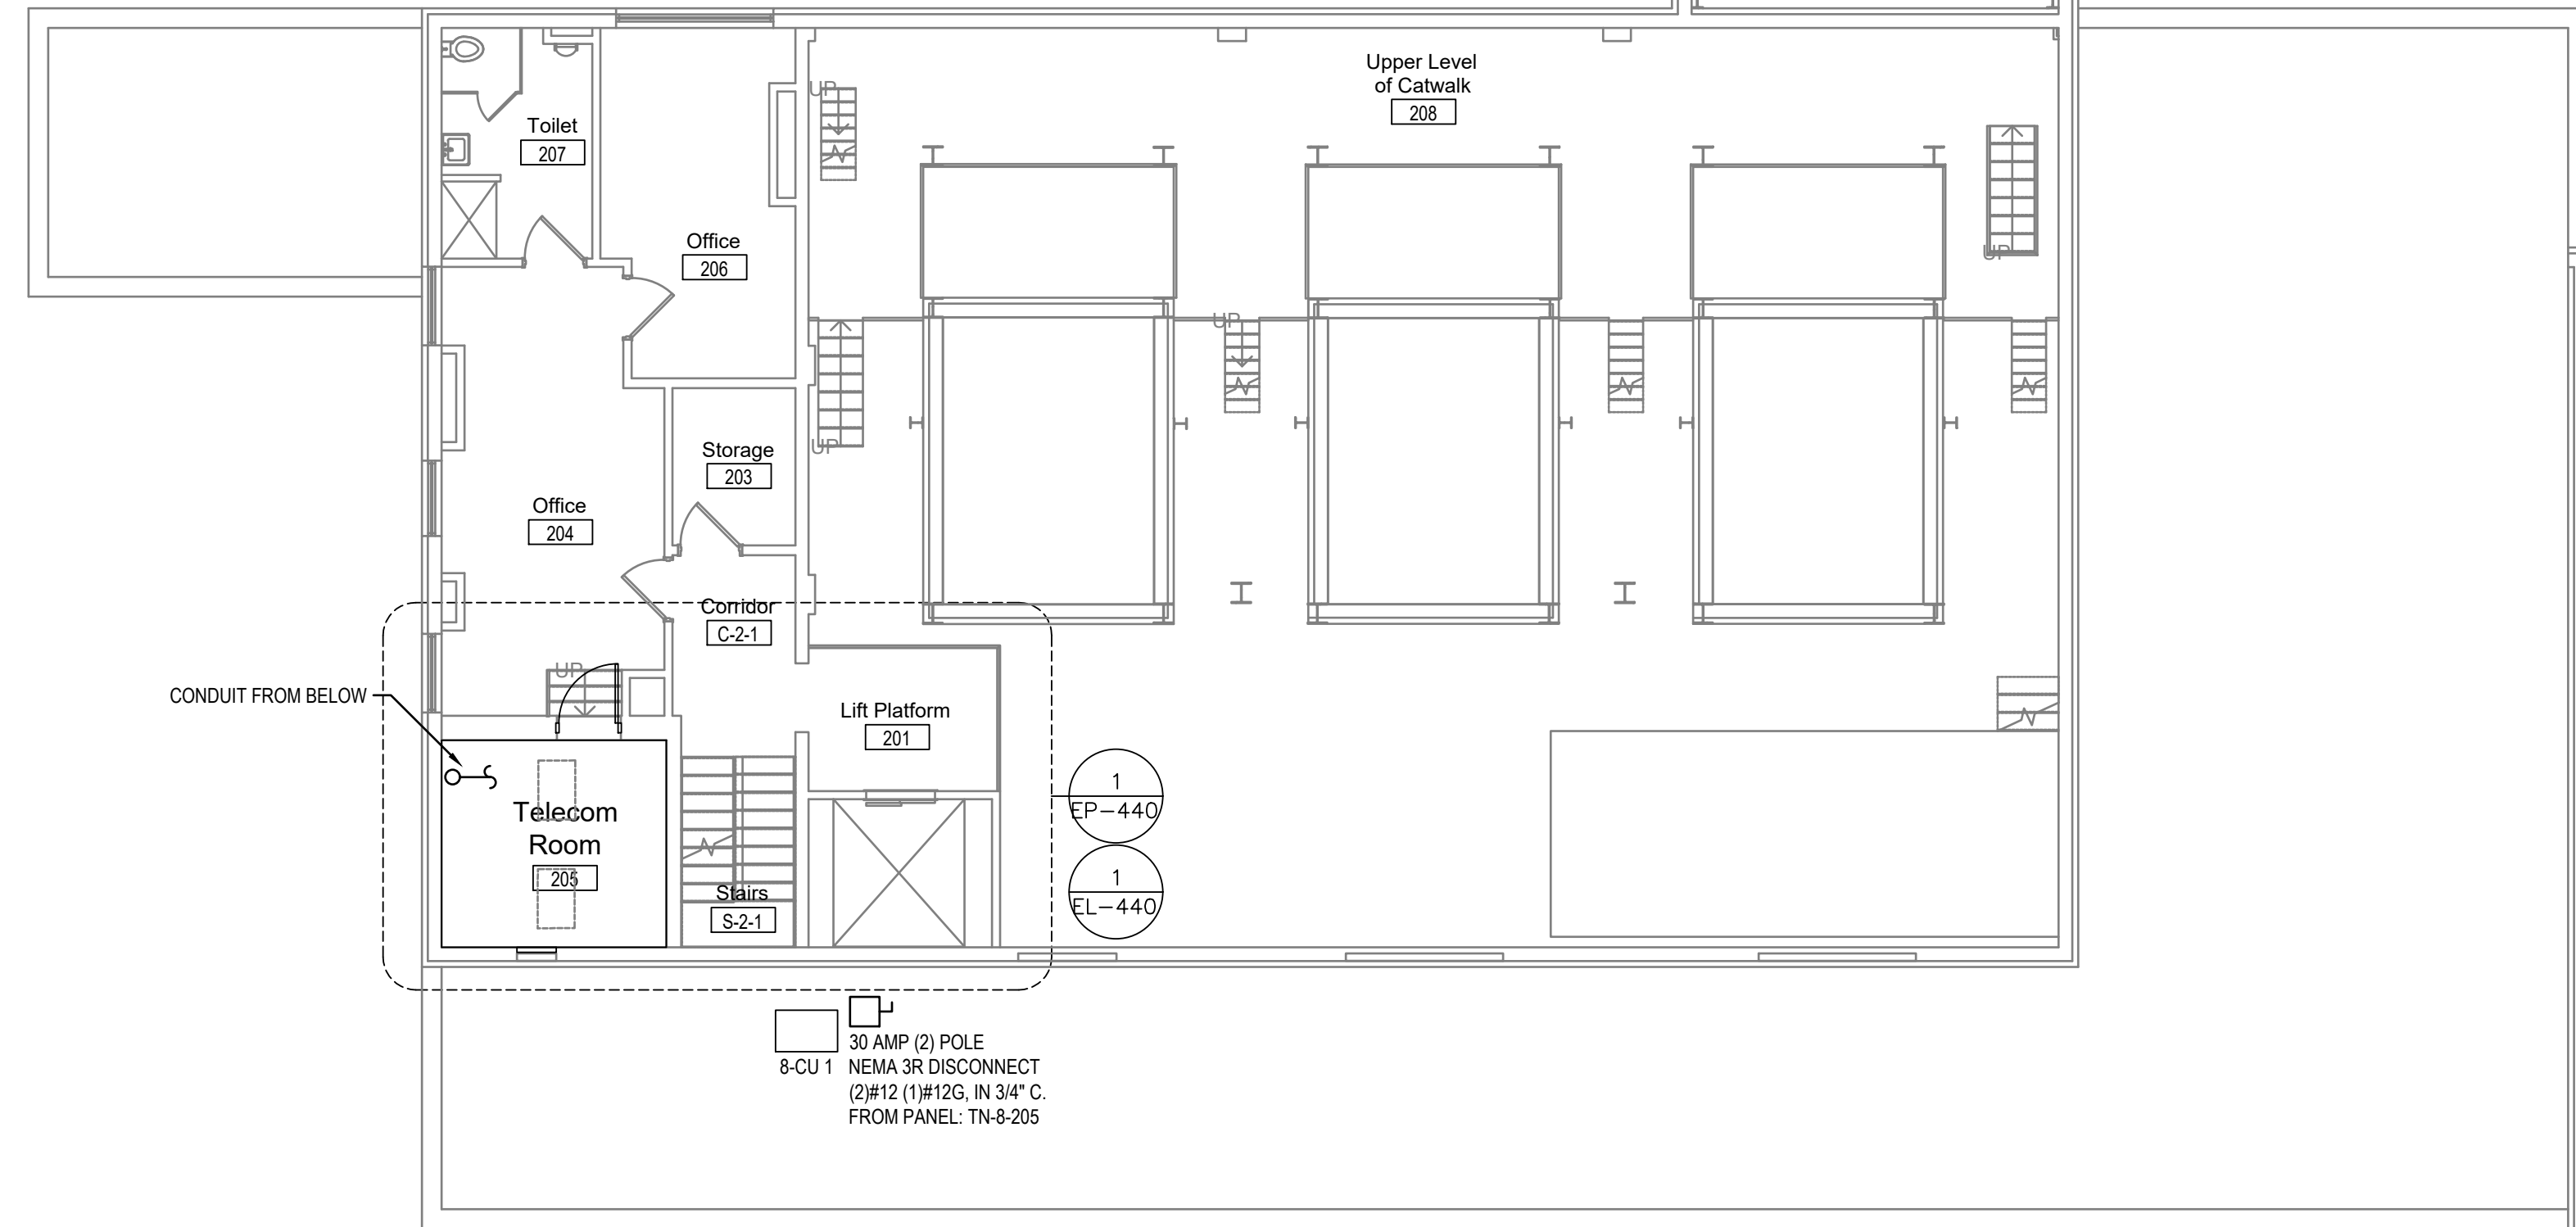 Upper Level
of Catwalk
208
UP
Toilet
207
Office
206
UP
UP
UP
Storage
203
Office
204
Corridor
C-2-1
UP
CONDUIT FROM BELOW
Lift Platform
201
1
EP-440
Telecom
Room
205
1
EL-440
Stairs
S-2-1
8-CU 1
30 AMP (2) POLE
NEMA 3R DISCONNECT
(2)#12 (1)#12G, IN 3/4" C.
FROM PANEL: TN-8-205